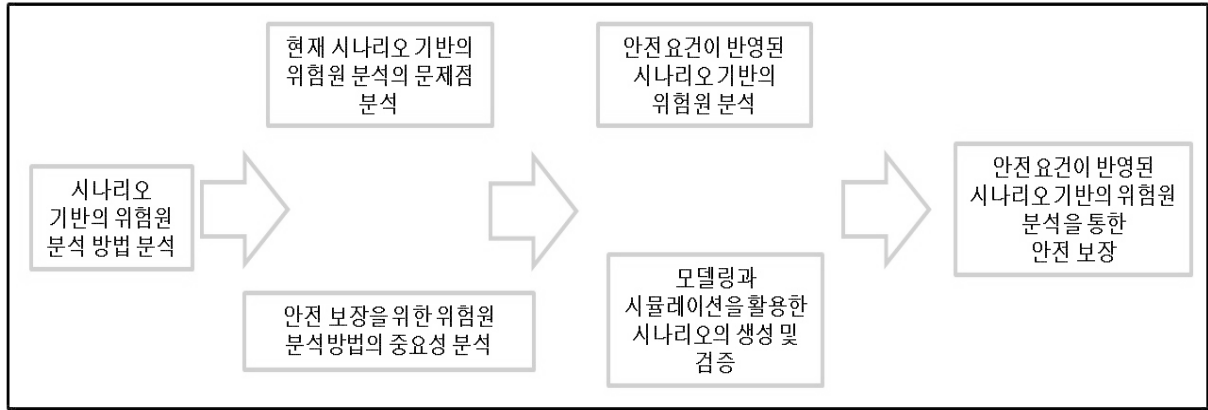 시나리오
기반의 위험원
분석 방법 분석
현재 시나리오 기반의
위험원 분석의 문제점
분석
안전 보장을 위한 위험원
분석방법의 중요성 분석
안전 요건이 반영된
시나리오 기반의
위험원 분석
모델링과
시뮬레이션을 활용한
시나리오의 생성 및
검증
안전요건이 반영된
시나리오 기반의 위험원
분석을 통한
안전 보장